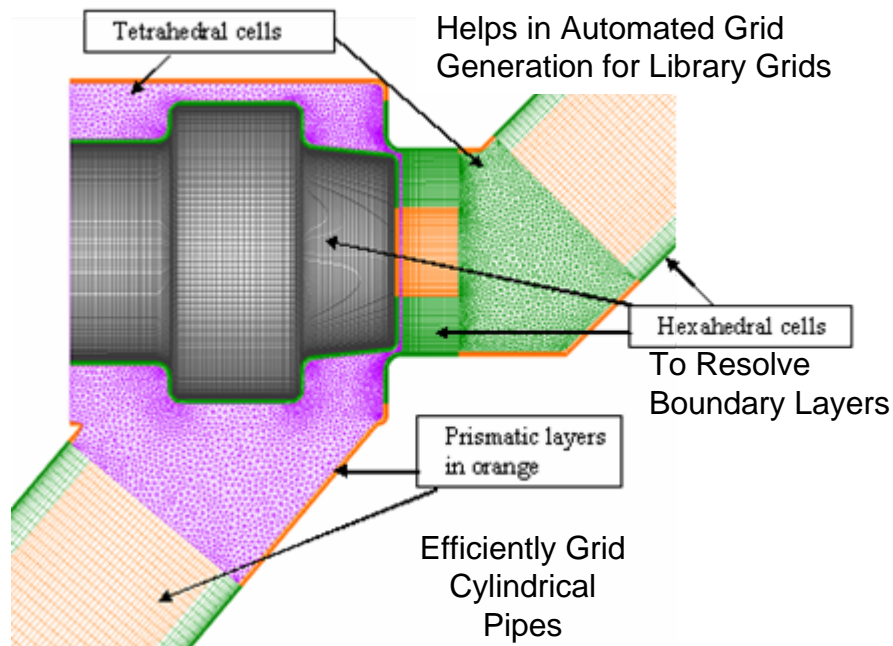 Tetrahedral cells
Helps in Automated Grid
Generation for Library Grids
Hexahedral cells
To Resolve
Boundary Layers
Prismatic layers
in orange
Efficiently Grid
Cylindrical
Pipes